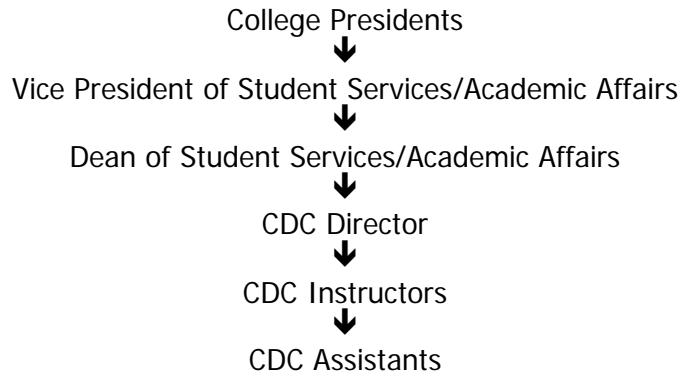 College Presidents
Vice President of Student Services/Academic Affairs
Dean of Student Services/Academic Affairs
CDC Director
CDC Instructors
CDC Assistants